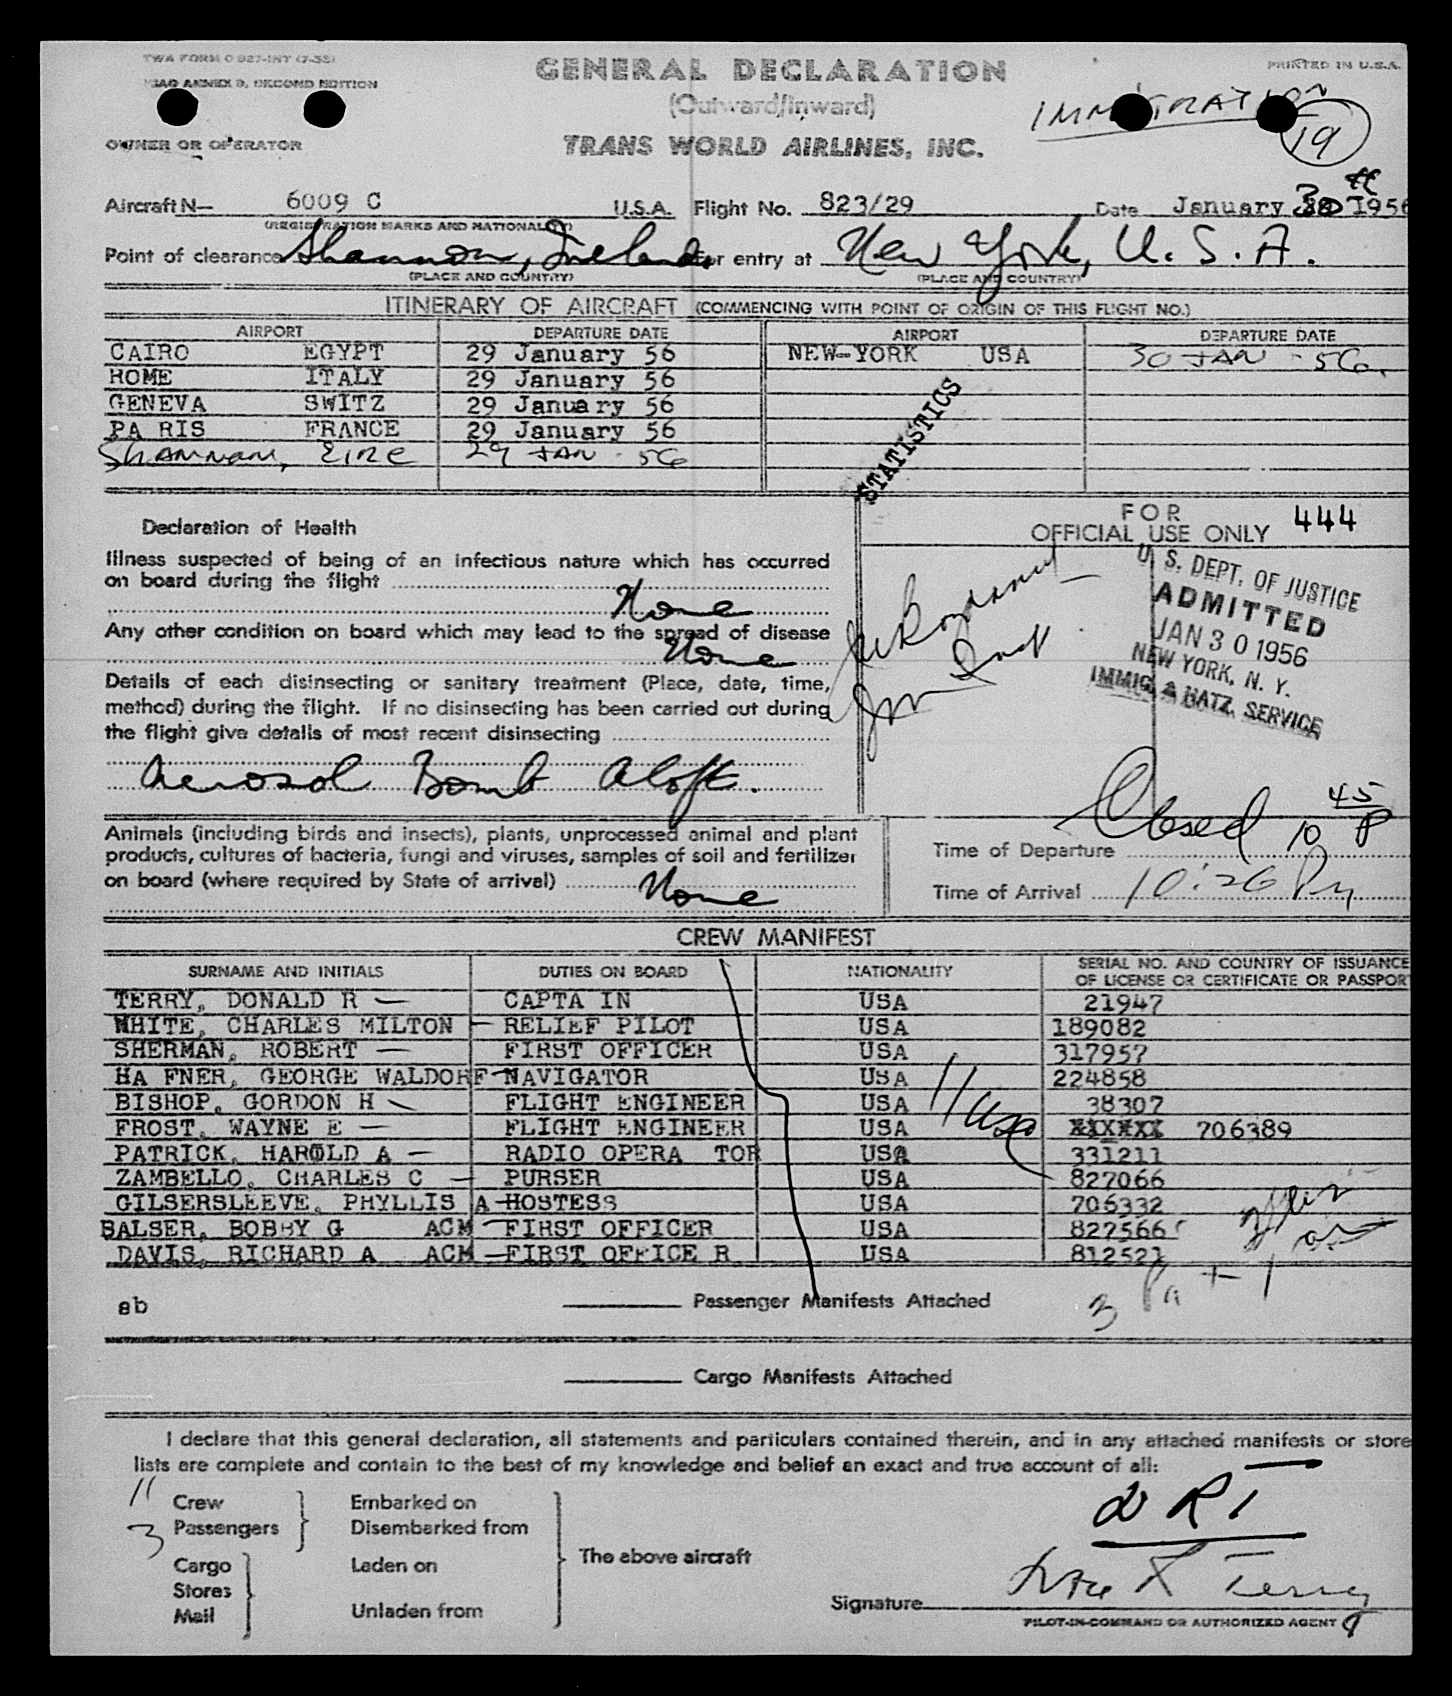 TWA FORM O 827-INT (7-55)
ICAO ANNEX 9, SECOND EDITION
PRINTED IN U.S.A.
GENERAL DECLARATION
(Outward/Inward)
IMMIGRATION
19
OWNER OR OPERATOR
TRANS WORLD AIRLINES, INC.
Aircraft N— 6009 C U.S.A. Flight No. 823/29 Date January 30 th 1956
(REGISTRATION MARKS AND NATIONALITY)
Point of clearance Shannon, Ireland For entry at New York, U.S.A.
(PLACE AND COUNTRY) (PLACE AND COUNTRY)
ITINERARY OF AIRCRAFT (COMMENCING WITH POINT OF ORIGIN OF THIS FLIGHT NO.)
AIRPORT DEPARTURE DATE AIRPORT DEPARTURE DATE
CAIRO EGYPT 29 January 56 NEW-YORK USA 30 JAN - 56.
ROME ITALY 29 January 56
GENEVA SWITZ 29 January 56
PA RIS FRANCE 29 January 56
SHANNON, EIRE 29 JAN - 56
STATISTICS
Declaration of Health
FOR
OFFICIAL USE ONLY 444
Illness suspected of being of an infectious nature which has occurred
on board during the flight
None
Any other condition on board which may lead to the spread of disease
None
Details of each disinsecting or sanitary treatment (Place, date, time,
method) during the flight. If no disinsecting has been carried out during
the flight give details of most recent disinsecting
Aerosol Bomb Aloft.
U. S. DEPT. OF JUSTICE
ADMITTED
JAN 30 1956
NEW YORK, N. Y.
IMMIG. & NATZ. SERVICE
Closed 10 45 P
Animals (including birds and insects), plants, unprocessed animal and plant
products, cultures of bacteria, fungi and viruses, samples of soil and fertilizer
on board (where required by State of arrival)
None
Time of Departure
Time of Arrival 10:26 Pm
CREW MANIFEST
SURNAME AND INITIALS DUTIES ON BOARD NATIONALITY SERIAL NO. AND COUNTRY OF ISSUANCE
OF LICENSE OR CERTIFICATE OR PASSPOR
TERRY, DONALD R — CAPTA IN USA 21947
WHITE, CHARLES MILTON — RELIEF PILOT USA 189082
SHERMAN, ROBERT — FIRST OFFICER USA 317957
HA FNER, GEORGE WALDORF — NAVIGATOR USA 224858
BISHOP, GORDON H — FLIGHT ENGINEER USA 38307
FROST, WAYNE E — FLIGHT ENGINEER USA XXXXXX 706389
PATRICK, HAROLD A — RADIO OPERA TOR USA 331211
ZAMBELLO, CHARLES C — PURSER USA 827066
GILSERSLEEVE, PHYLLIS A — HOSTESS USA 706332
BALSER, BOBBY G ACM — FIRST OFFICER USA 827566
DAVIS, RICHARD A ACM — FIRST OFFICE R USA 812521
11 USA
ab
Passenger Manifests Attached
3 Pa + 1
Cargo Manifests Attached
I declare that this general declaration, all statements and particulars contained therein, and in any attached manifests or store
lists are complete and contain to the best of my knowledge and belief an exact and true account of all:
11 Crew Embarked on
3 Passengers Disembarked from
Cargo Laden on
The above aircraft
Stores
Mail Unladen from
Signature
PILOT-IN-COMMAND OR AUTHORIZED AGENT